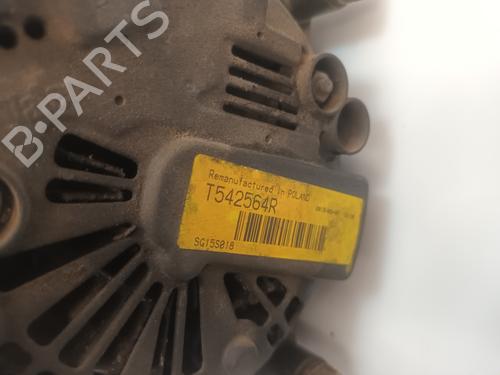 B-PARTS
Remanufactured in POLAND
T542564R
SG15S018